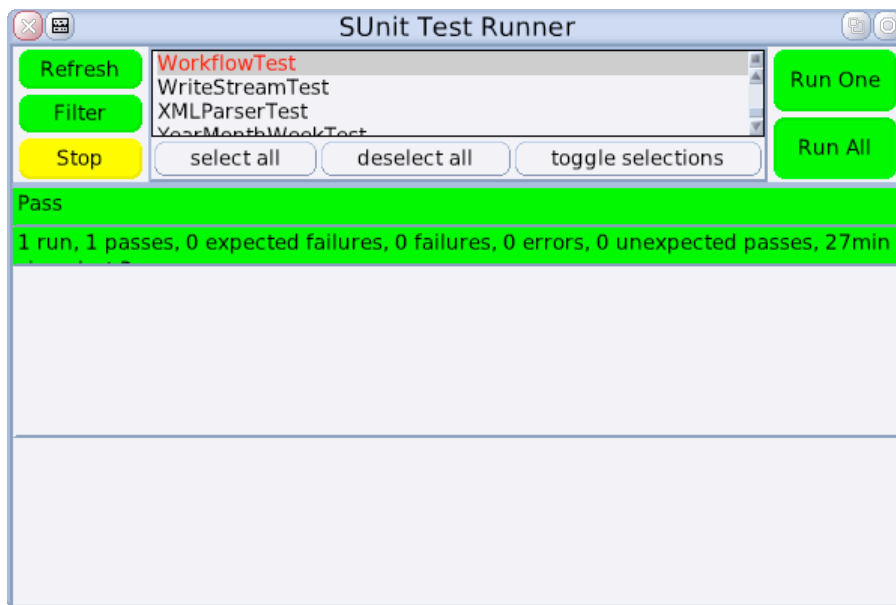 SUnit Test Runner
Refresh
Filter
Stop
WorkflowTest
WriteStreamTest
XMLParserTest
YearMonthWeekTest
select all
deselect all
toggle selections
Run One
Run All
Pass
1 run, 1 passes, 0 expected failures, 0 failures, 0 errors, 0 unexpected passes, 27min